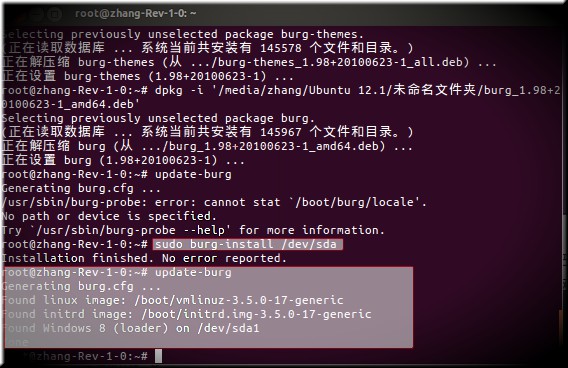 root@zhang-Rev-1-0: ~
Selecting previously unselected package burg-themes.
(正在读取数据库 ... 系统当前共安装有 145578 个文件和目录。)
正在解压缩 burg-themes (从 .../burg-themes_1.98+20100623-1_all.deb) ...
正在设置 burg-themes (1.98+20100623-1) ...
root@zhang-Rev-1-0:~# dpkg -i '/media/zhang/Ubuntu 12.1/未命名文件夹/burg_1.98+2
0100623-1_amd64.deb'
Selecting previously unselected package burg.
(正在读取数据库 ... 系统当前共安装有 145967 个文件和目录。)
正在解压缩 burg (从 .../burg_1.98+20100623-1_amd64.deb) ...
正在设置 burg (1.98+20100623-1) ...
root@zhang-Rev-1-0:~# update-burg
Generating burg.cfg ...
/usr/sbin/burg-probe: error: cannot stat `/boot/burg/locale'.
No path or device is specified.
Try `/usr/sbin/burg-probe --help' for more information.
root@zhang-Rev-1-0:~# sudo burg-install /dev/sda
Installation finished. No error reported.
root@zhang-Rev-1-0:~# update-burg
Generating burg.cfg ...
Found linux image: /boot/vmlinuz-3.5.0-17-generic
Found initrd image: /boot/initrd.img-3.5.0-17-generic
Found Windows 8 (loader) on /dev/sda1
done
@zhang-Rev-1-0:~#